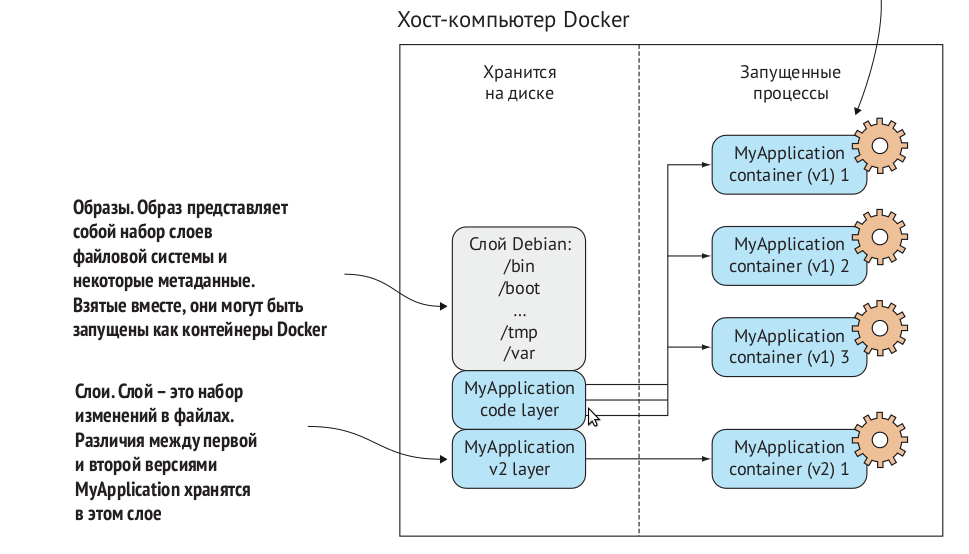 Хост-компьютер Docker
Хранится
на диске
Запущенные
процессы
MyApplication
container (v1) 1
Образы. Образ представляет
собой набор слоев
файловой системы и
некоторые метаданные.
Взятые вместе, они могут быть
запущены как контейнеры Docker
Слой Debian:
/bin
/boot
...
/tmp
/var
MyApplication
container (v1) 2
MyApplication
container (v1) 3
Слои. Слой – это набор
изменений в файлах.
Различия между первой
и второй версиями
MyApplication хранятся
в этом слое
MyApplication
code layer
MyApplication
v2 layer
MyApplication
container (v2) 1